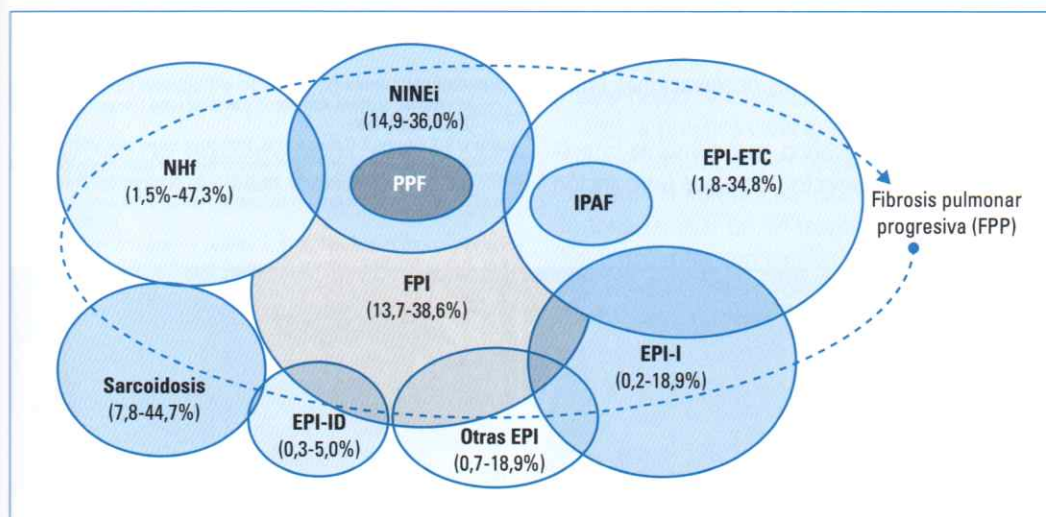 NINEi
(14,9-36,0%)
NHf
(1,5%-47,3%)
PPF
EPI-ETC
(1,8-34,8%)
IPAF
Fibrosis pulmonar
progresiva (FPP)
FPI
(13,7-38,6%)
EPI-I
(0,2-18,9%)
Sarcoidosis
(7,8-44,7%)
EPI-ID
(0,3-5,0%)
Otras EPI
(0,7-18,9%)